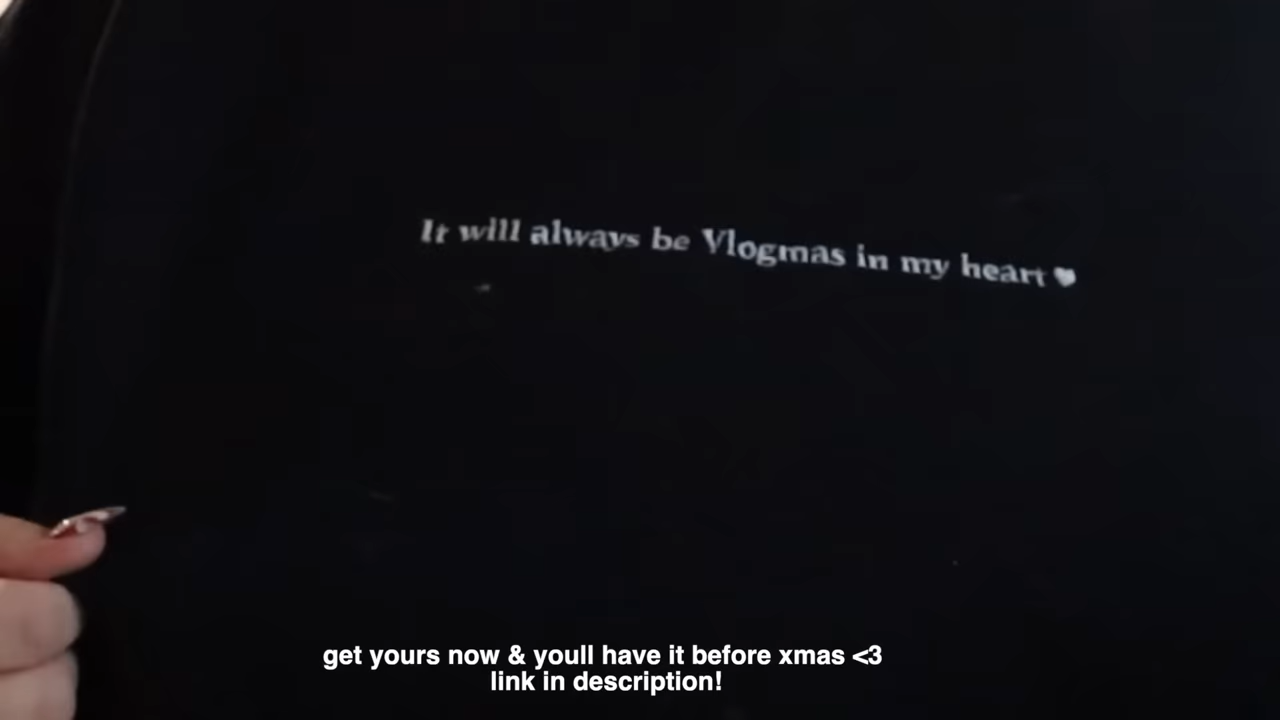 It will always be Vlogmas in my heart ♥
get yours now & youll have it before xmas <3
link in description!